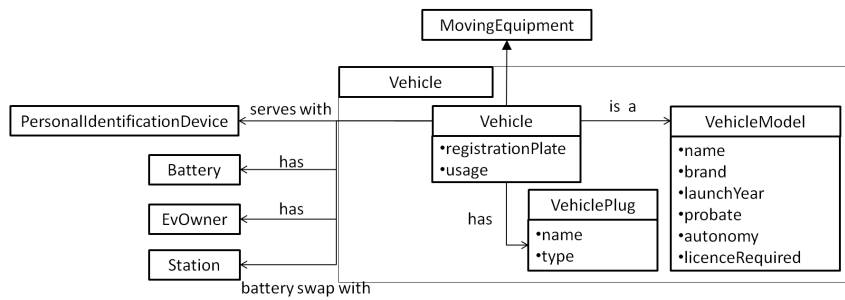 MovingEquipment
Vehicle
serves with
is a
PersonalIdentificationDevice
Vehicle
VehicleModel
•registrationPlate
•usage
•name
•brand
•launchYear
•probate
•autonomy
•licenceRequired
has
Battery
has
EvOwner
has
VehiclePlug
•name
•type
Station
battery swap with